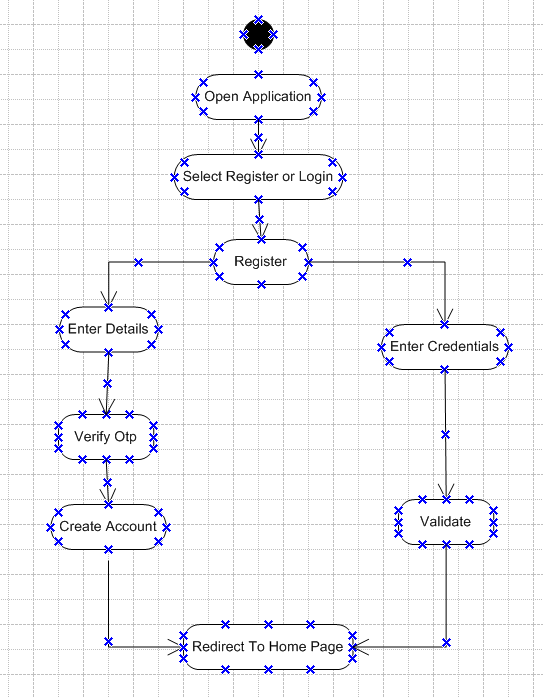 Open Application
Select Register or Login
Register
Enter Details
Enter Credentials
Verify Otp
Create Account
Validate
Redirect To Home Page